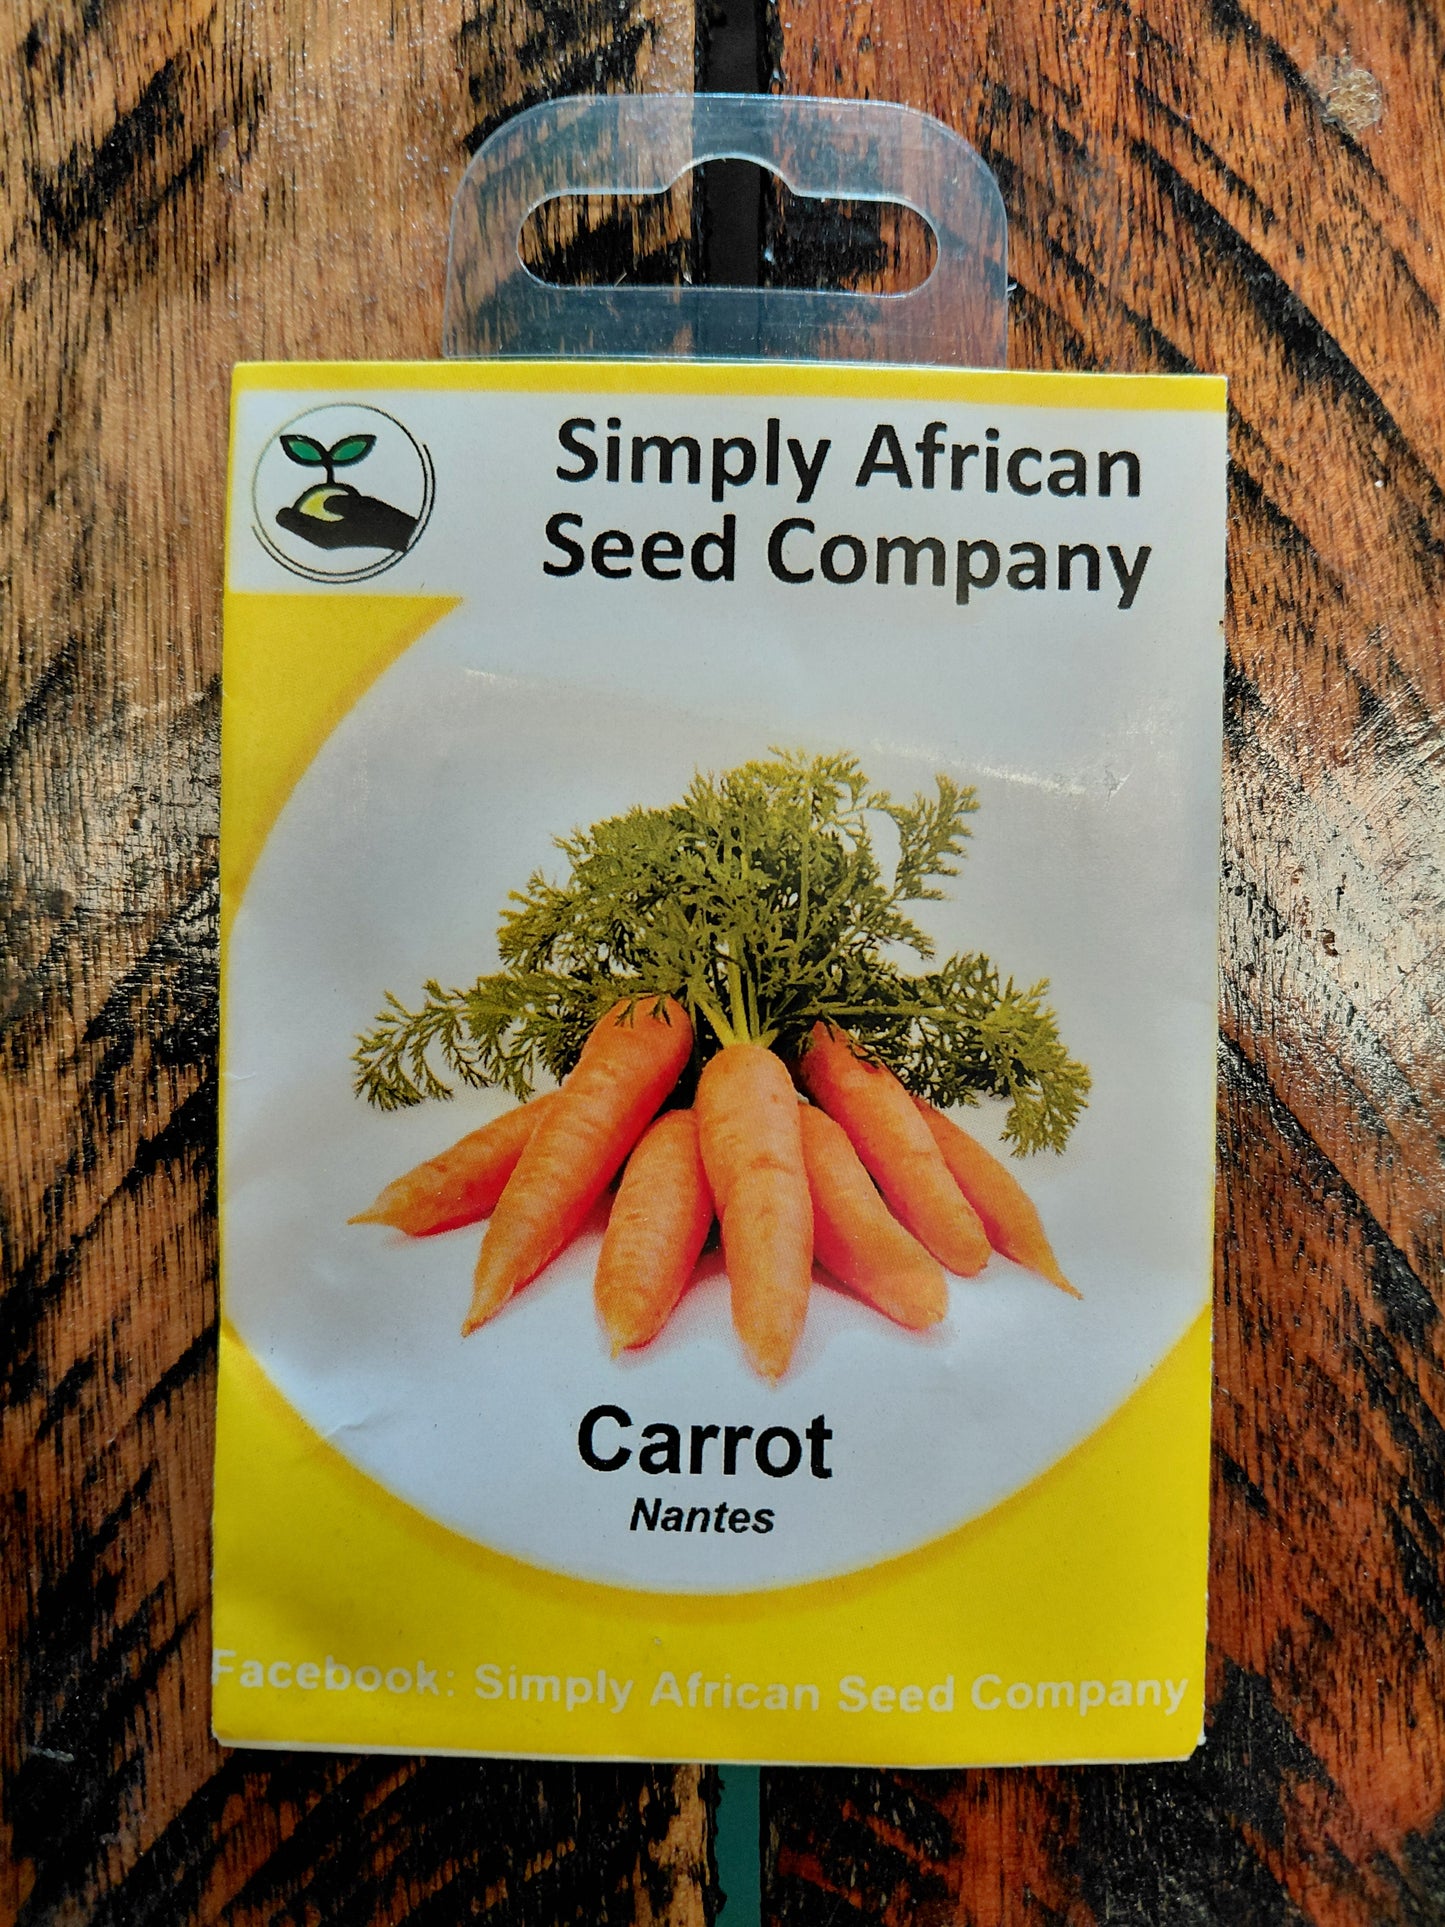 Simply African
Seed Company
Carrot
Nantes
Facebook: Simply African Seed Company